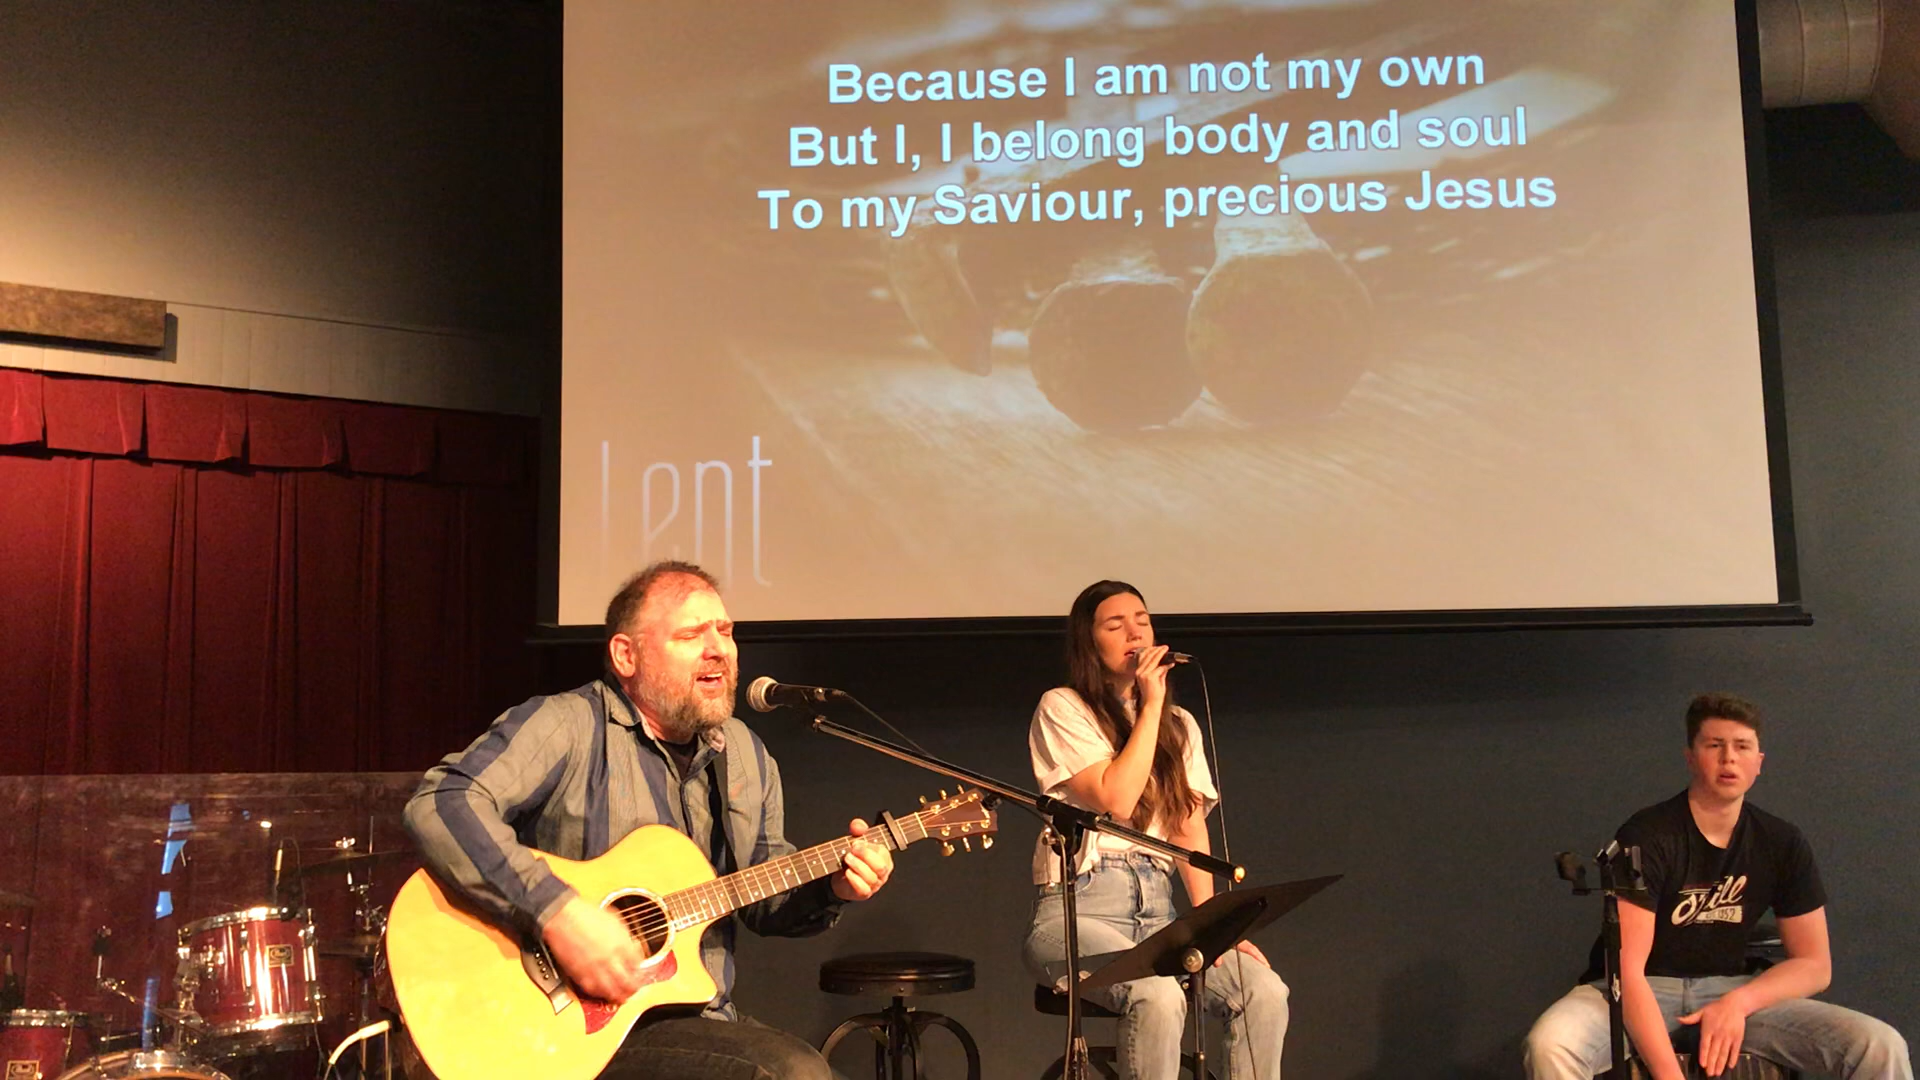 Because I am not my own
But I, I belong body and soul
To my Saviour, precious Jesus
Lent